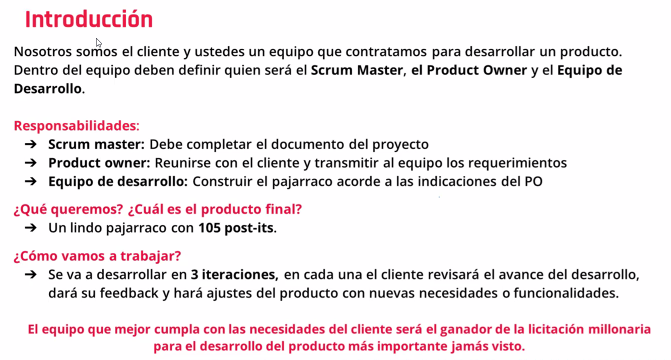 Introducción
Nosotros somos el cliente y ustedes un equipo que contratamos para desarrollar un producto.
Dentro del equipo deben definir quien será el Scrum Master, el Product Owner y el Equipo de
Desarrollo.
Responsabilidades:
→ Scrum master: Debe completar el documento del proyecto
→ Product owner: Reunirse con el cliente y transmitir al equipo los requerimientos
→ Equipo de desarrollo: Construir el pajarraco acorde a las indicaciones del PO
¿Qué queremos? ¿Cuál es el producto final?
→ Un lindo pajarraco con 105 post-its.
¿Cómo vamos a trabajar?
→ Se va a desarrollar en 3 iteraciones, en cada una el cliente revisará el avance del desarrollo,
dará su feedback y hará ajustes del producto con nuevas necesidades o funcionalidades.
El equipo que mejor cumpla con las necesidades del cliente será el ganador de la licitación millonaria
para el desarrollo del producto más importante jamás visto.